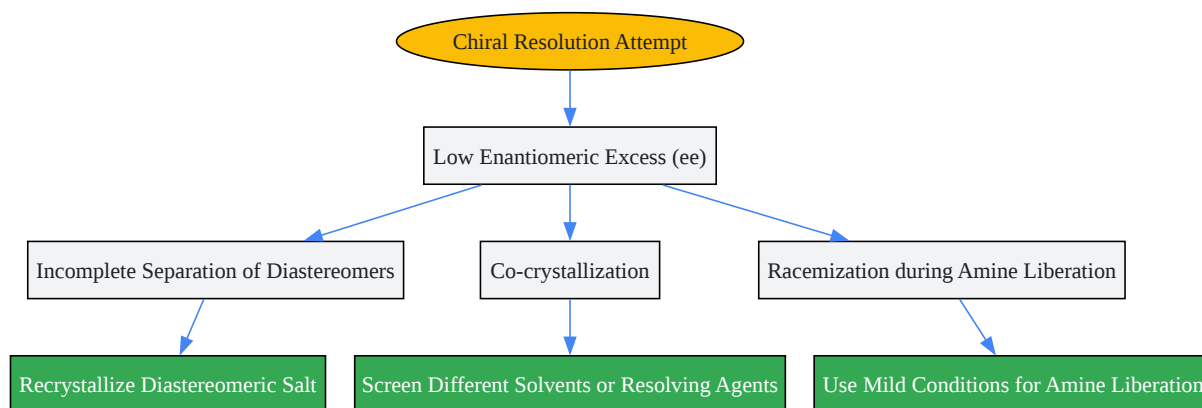 Chiral Resolution Attempt
Low Enantiomeric Excess (ee)
Incomplete Separation of Diastereomers
Co-crystallization
Racemization during Amine Liberation
Recrystallize Diastereomeric Salt
Screen Different Solvents or Resolving Agents
Use Mild Conditions for Amine Liberation